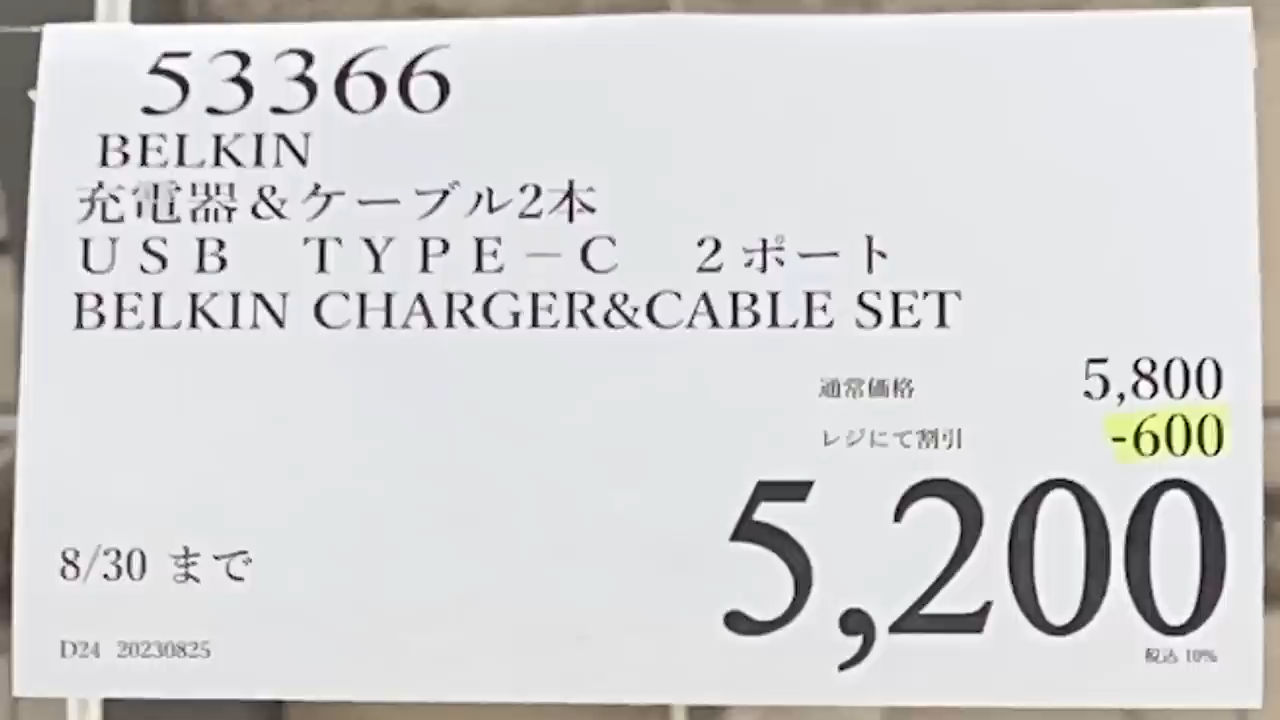 53366
BELKIN
充電器＆ケーブル2本
ＵＳＢ　ＴＹＰＥ－Ｃ　２ポート
BELKIN CHARGER&CABLE SET
通常価格 5,800
レジにて割引 -600
5,200
税込 10%
8/30 まで
D24 20230825